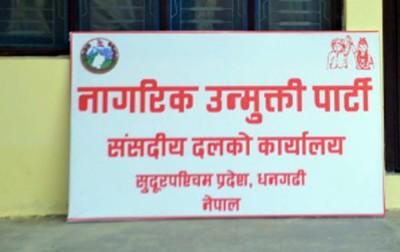 नागरिक उन्मुक्ती पार्टी
संसदीय दलको कार्यालय
सुदूरपश्चिम प्रदेश, धनगढी
नेपाल